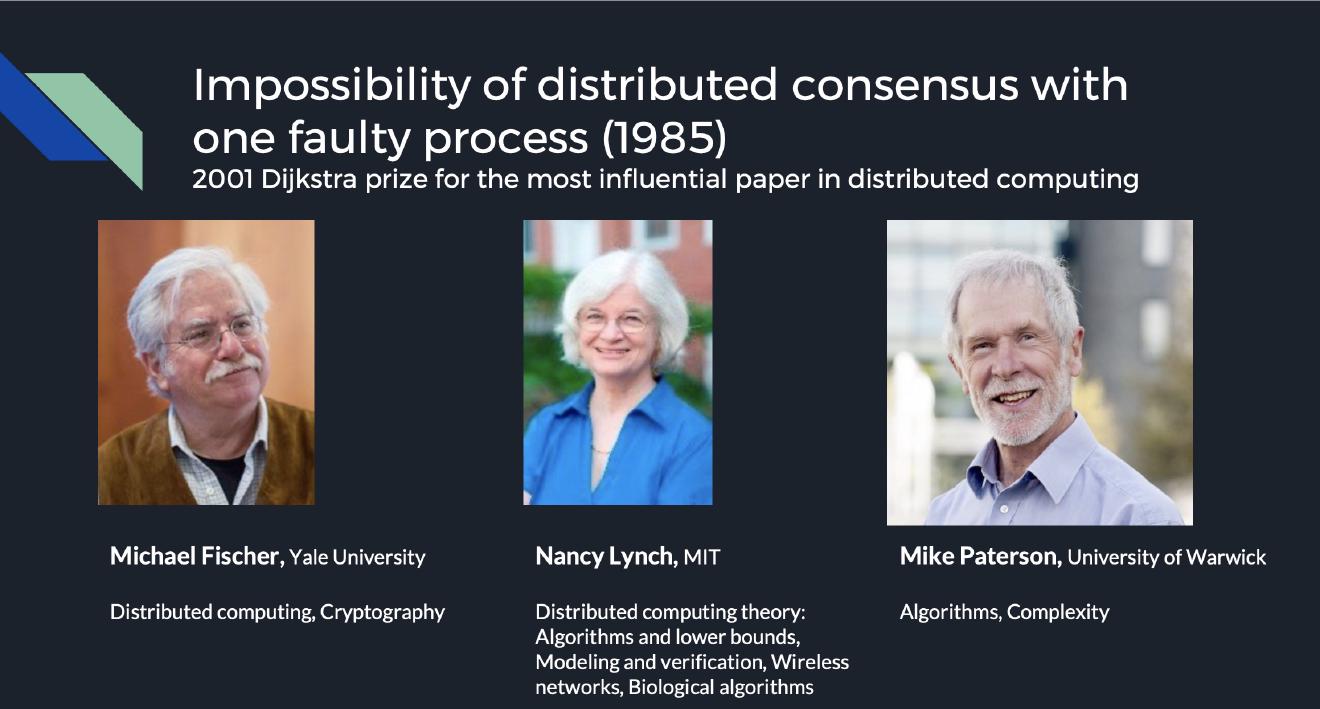 Impossibility of distributed consensus with
one faulty process (1985)
2001 Dijkstra prize for the most influential paper in distributed computing
Michael Fischer, Yale University
Distributed computing, Cryptography
Nancy Lynch, MIT
Distributed computing theory:
Algorithms and lower bounds,
Modeling and verification, Wireless
networks, Biological algorithms
Mike Paterson, University of Warwick
Algorithms, Complexity